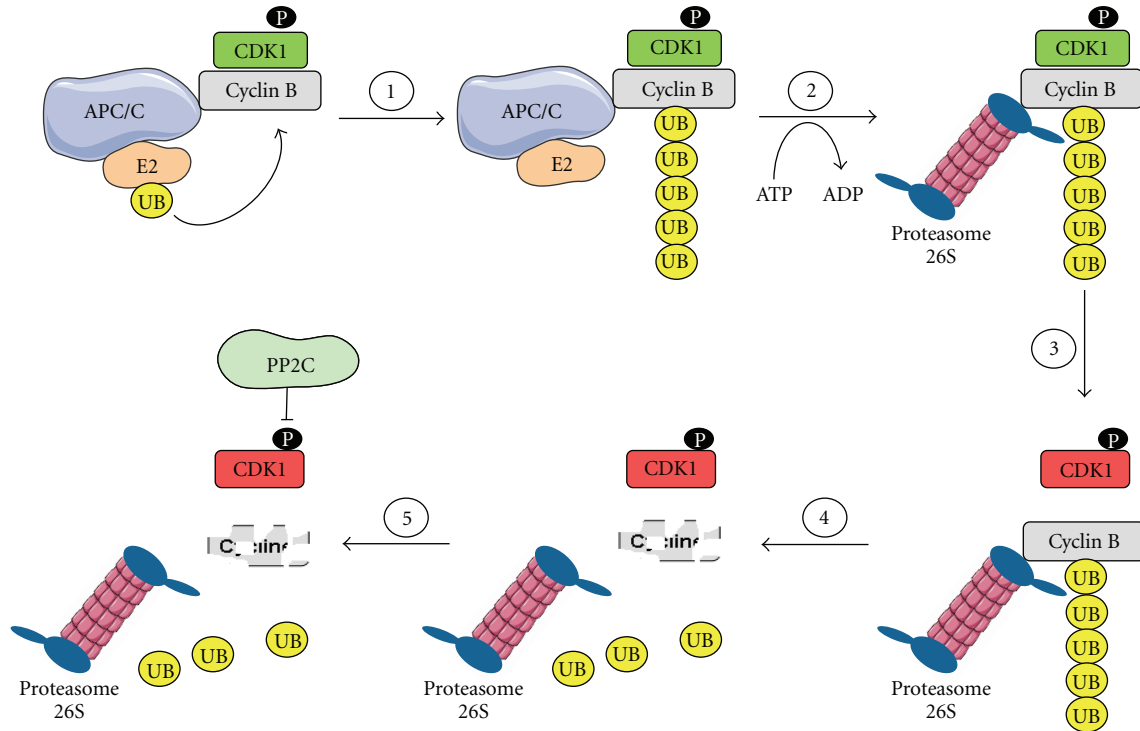 P
CDK1
Cyclin B
APC/C
E2
UB
1
P
CDK1
Cyclin B
APC/C
E2
UB
UB
UB
UB
UB
2
ATP
ADP
P
CDK1
Cyclin B
UB
UB
UB
UB
UB
Proteasome
26S
3
P
CDK1
Cyclin B
UB
UB
UB
UB
UB
Proteasome
26S
4
P
CDK1
UB
UB
UB
Proteasome
26S
5
PP2C
P
CDK1
UB
UB
UB
Proteasome
26S